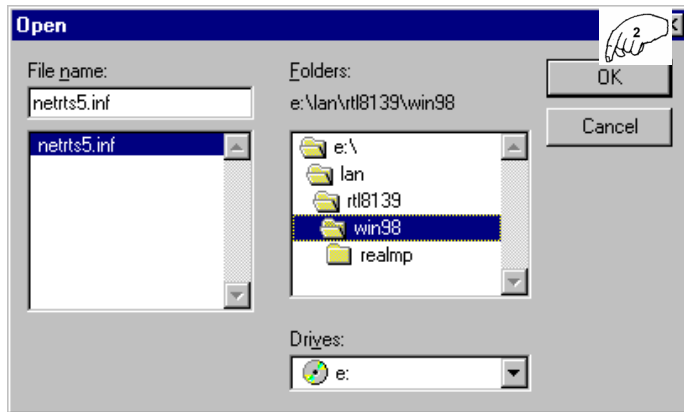 Open
2
File name:
netrts5.inf
netrts5.inf
Folders:
e:\lan\rtl8139\win98
e:\
lan
rtl8139
win98
realmp
Drives:
e:
OK
Cancel